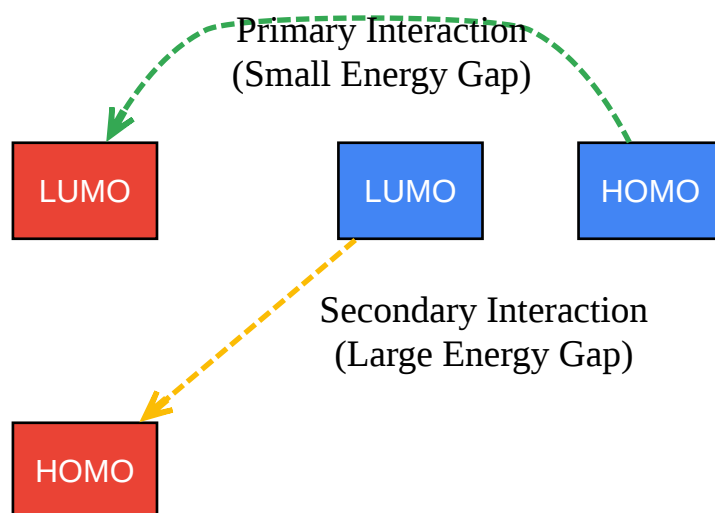 Primary Interaction
(Small Energy Gap)
LUMO
LUMO
HOMO
Secondary Interaction
(Large Energy Gap)
HOMO